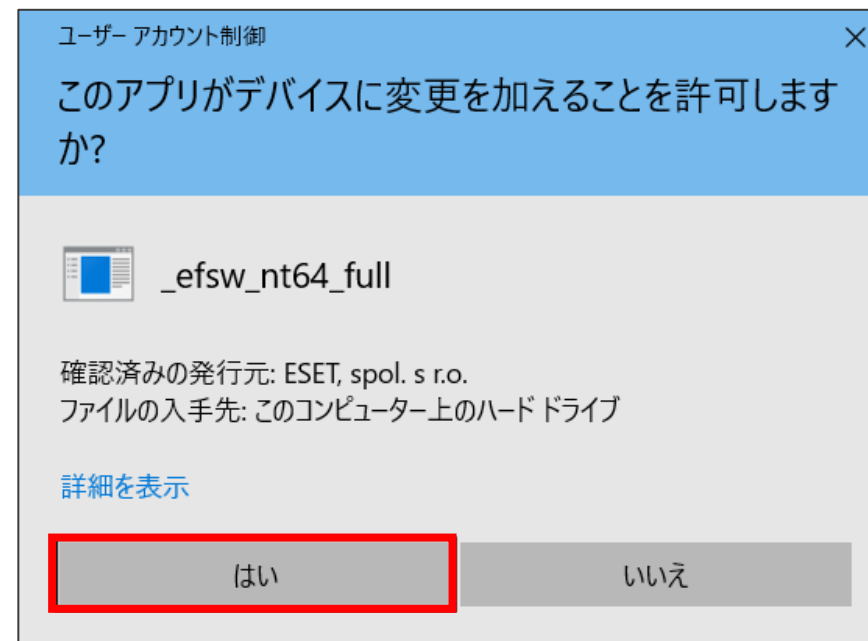 ユーザー アカウント制御
このアプリがデバイスに変更を加えることを許可します
か?
_efsw_nt64_full
確認済みの発行元: ESET, spol. s r.o.
ファイルの入手先: このコンピューター上のハード ドライブ
詳細を表示
はい
いいえ